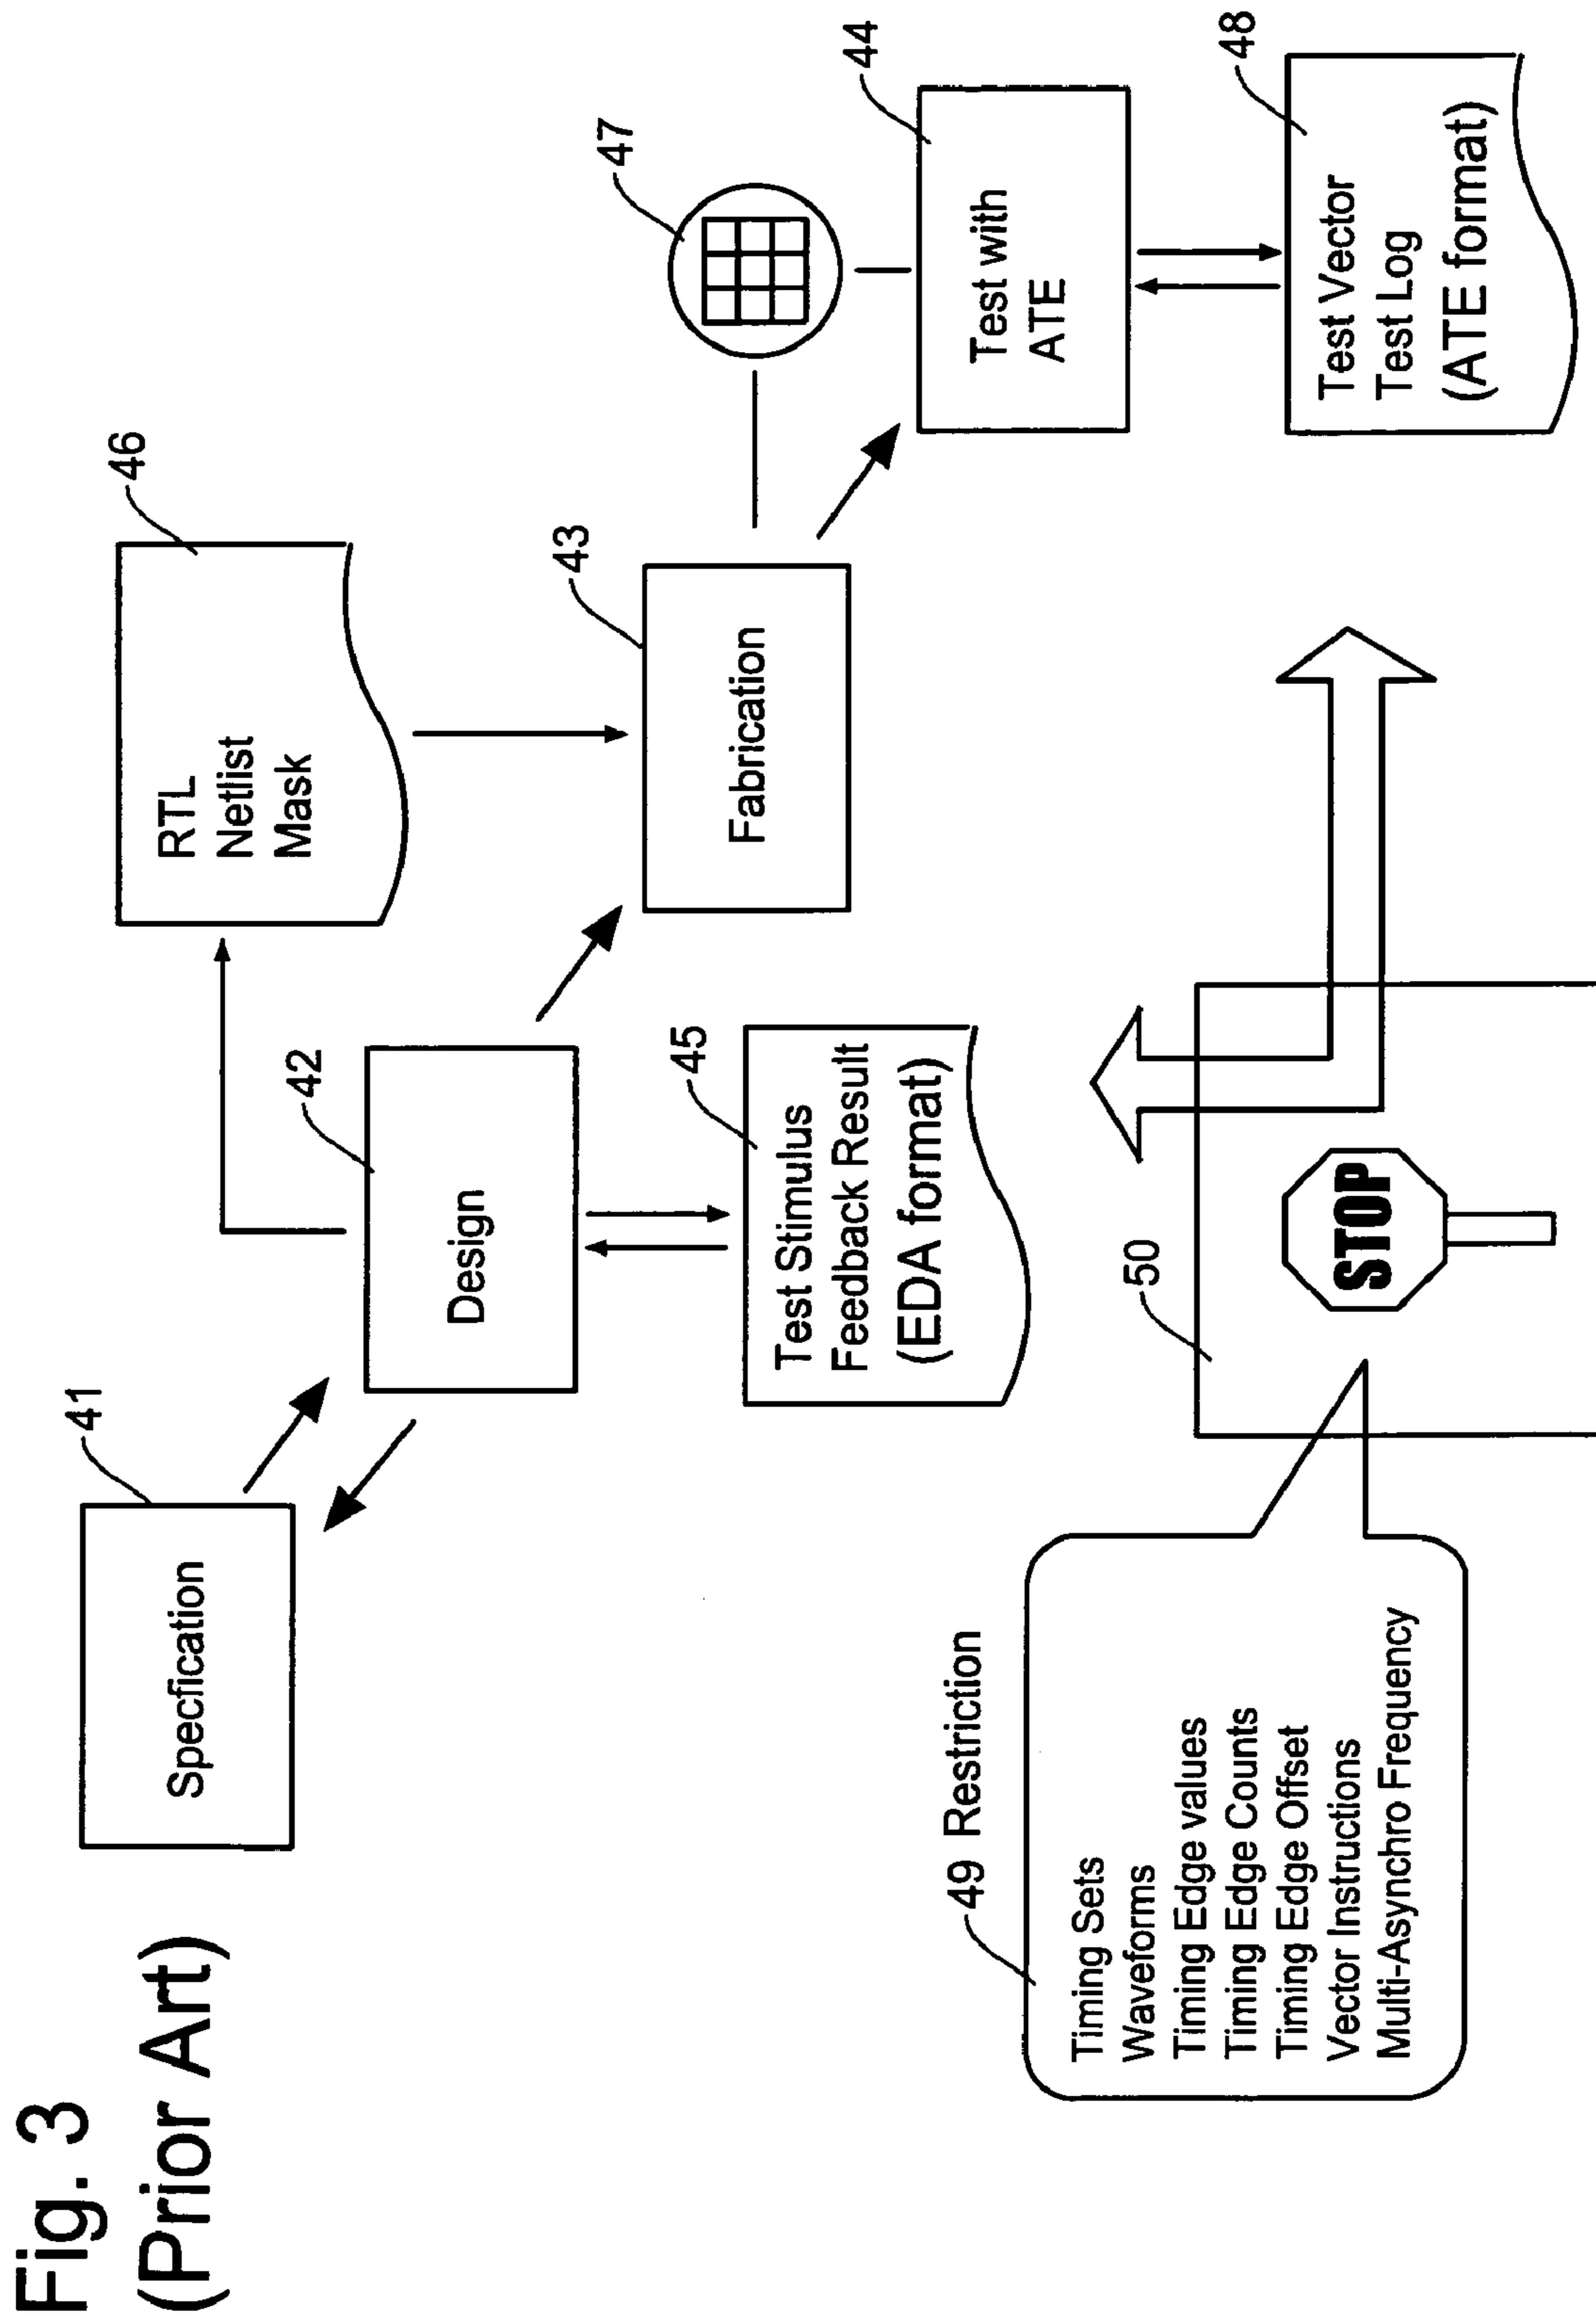 Fig. 3
(Prior Art)
41
Specfication
42
Design
46
RTL
Netlist
Mask
43
Fabrication
47
44
Test with
ATE
45
Test Stimulus
Feedback Result
(EDA format)
48
Test Vector
Test Log
(ATE format)
49 Restriction
Timing Sets
Waveforms
Timing Edge values
Timing Edge Counts
Timing Edge Offset
Vector Instructions
Multi-Asynchro Frequency
50
STOP